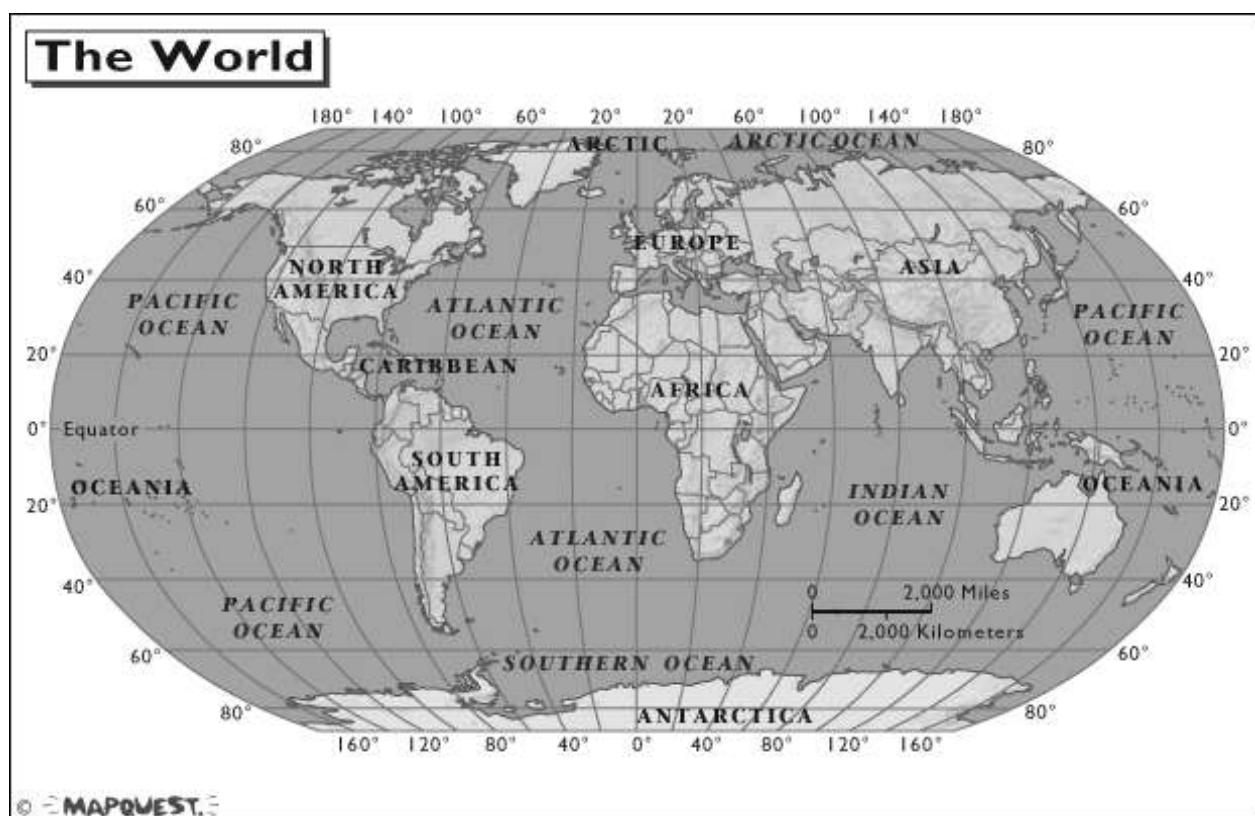 The World
180° 140° 100° 60° 20° 20° 60° 100° 140° 180°
80° ARCTIC ARCTIC OCEAN 80°
60° 60°
EUROPE
NORTH
AMERICA
ASIA
40° 40°
PACIFIC
OCEAN
ATLANTIC
OCEAN
PACIFIC
OCEAN
20° 20°
CARIBBEAN
AFRICA
0° Equator 0°
SOUTH
AMERICA
OCEANIA
INDIAN
OCEAN
OCEANIA
20° 20°
ATLANTIC
OCEAN
40° 40°
PACIFIC
OCEAN
0 2,000 Miles
0 2,000 Kilometers
60° SOUTHERN OCEAN 60°
80° ANTARCTICA 80°
160° 120° 80° 40° 0° 40° 80° 120° 160°
© MAPQUEST.